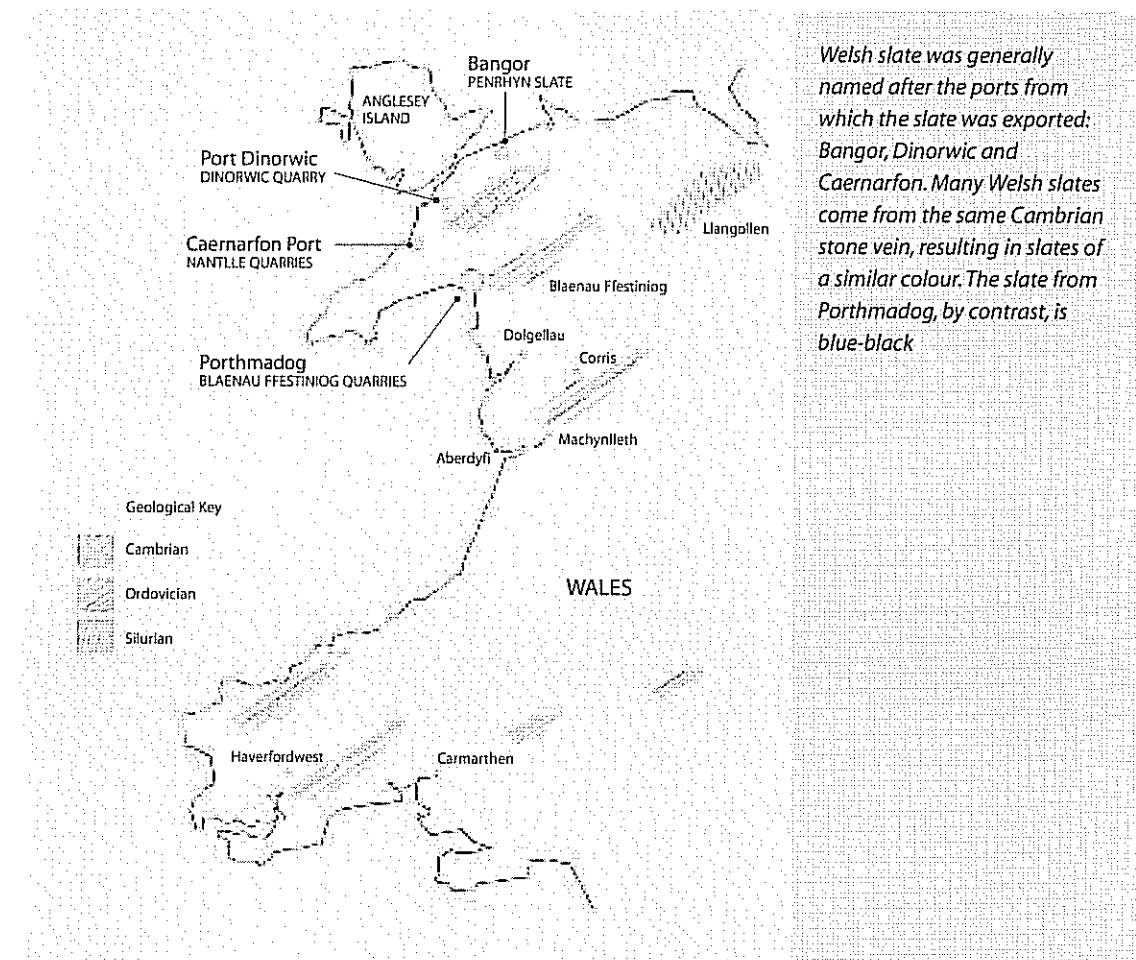 Bangor
PENRHYN SLATE
ANGLESEY
ISLAND
Port Dinorwic
DINORWIC QUARRY
Caernarfon Port
NANTLLE QUARRIES
Llangollen
Blaenau Ffestiniog
Dolgellau
Porthmadog
BLAENAU FFESTINIOG QUARRIES
Corris
Machynlleth
Aberdyfi
Geological Key
Cambrian
Ordovician
Silurian
WALES
Haverfordwest
Carmarthen
Welsh slate was generally
named after the ports from
which the slate was exported:
Bangor, Dinorwic and
Caernarfon. Many Welsh slates
come from the same Cambrian
stone vein, resulting in slates of
a similar colour. The slate from
Porthmadog, by contrast, is
blue-black